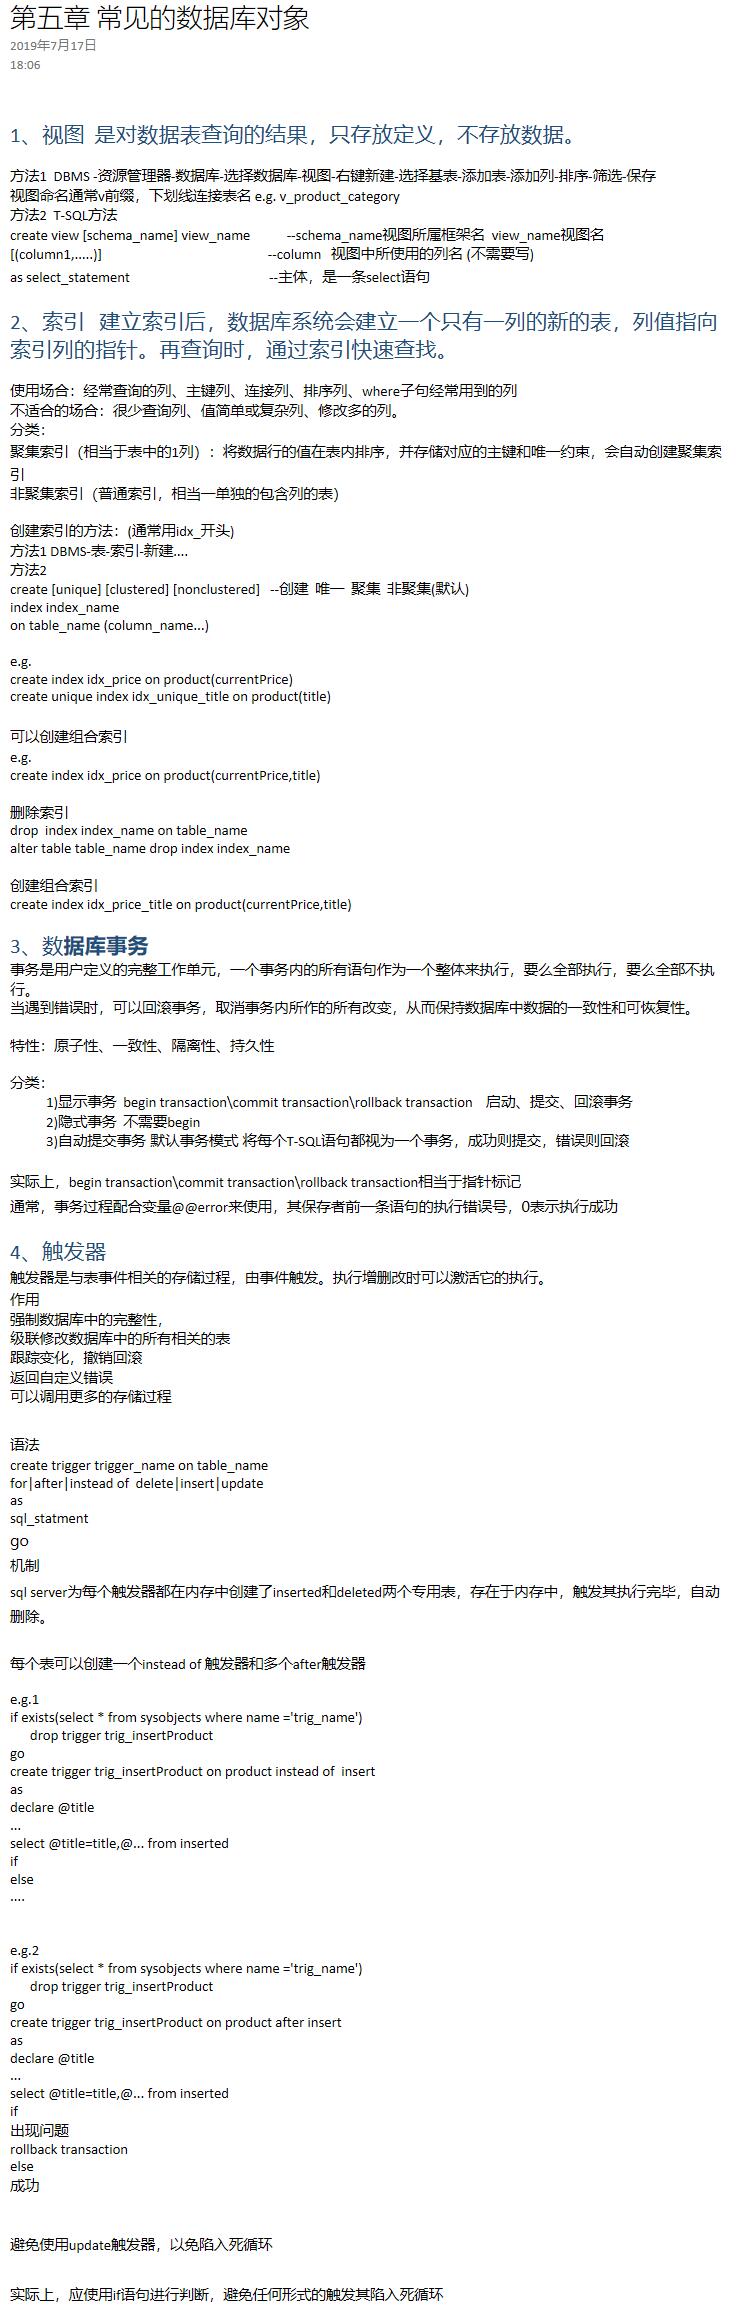 第五章 常见的数据库对象
2019年7月17日
18:06
1、视图  是对数据表查询的结果，只存放定义，不存放数据。
方法1  DBMS -资源管理器-数据库-选择数据库-视图-右键新建-选择基表-添加表-添加列-排序-筛选-保存
视图命名通常v前缀，下划线连接表名 e.g. v_product_category
方法2  T-SQL方法
create view [schema_name] view_name          --schema_name视图所属框架名  view_name视图名
[(column1,.....)]                                              --column   视图中所使用的列名 (不需要写)
as select_statement                                      --主体，是一条select语句
2、索引   建立索引后，数据库系统会建立一个只有一列的新的表，列值指向
索引列的指针。再查询时，通过索引快速查找。
使用场合：经常查询的列、主键列、连接列、排序列、where子句经常用到的列
不适合的场合：很少查询列、值简单或复杂列、修改多的列。
分类：
聚集索引（相当于表中的1列）：将数据行的值在表内排序，并存储对应的主键和唯一约束，会自动创建聚集索
引
非聚集索引（普通索引，相当一单独的包含列的表）
创建索引的方法：(通常用idx_开头)
方法1 DBMS-表-索引-新建....
方法2
create [unique] [clustered] [nonclustered]   --创建  唯一  聚集  非聚集(默认)
index index_name
on table_name (column_name...)
e.g.
create index idx_price on product(currentPrice)
create unique index idx_unique_title on product(title)
可以创建组合索引
e.g.
create index idx_price on product(currentPrice,title)
删除索引
drop  index index_name on table_name
alter table table_name drop index index_name
创建组合索引
create index idx_price_title on product(currentPrice,title)
3、数据库事务
事务是用户定义的完整工作单元，一个事务内的所有语句作为一个整体来执行，要么全部执行，要么全部不执
行。
当遇到错误时，可以回滚事务，取消事务内所作的所有改变，从而保持数据库中数据的一致性和可恢复性。
特性：原子性、一致性、隔离性、持久性
分类：
1)显示事务  begin transaction\commit transaction\rollback transaction    启动、提交、回滚事务
2)隐式事务  不需要begin
3)自动提交事务 默认事务模式 将每个T-SQL语句都视为一个事务，成功则提交，错误则回滚
实际上，begin transaction\commit transaction\rollback transaction相当于指针标记
通常，事务过程配合变量@@error来使用，其保存者前一条语句的执行错误号，0表示执行成功
4、触发器
触发器是与表事件相关的存储过程，由事件触发。执行增删改时可以激活它的执行。
作用
强制数据库中的完整性，
级联修改数据库中的所有相关的表
跟踪变化，撤销回滚
返回自定义错误
可以调用更多的存储过程
语法
create trigger trigger_name on table_name
for|after|instead of  delete|insert|update
as
sql_statment
go
机制
sql server为每个触发器都在内存中创建了inserted和deleted两个专用表，存在于内存中，触发其执行完毕，自动
删除。
每个表可以创建一个instead of 触发器和多个after触发器
e.g.1
if exists(select * from sysobjects where name ='trig_name')
drop trigger trig_insertProduct
go
create trigger trig_insertProduct on product instead of  insert
as
declare @title
...
select @title=title,@... from inserted
if
else
....
e.g.2
if exists(select * from sysobjects where name ='trig_name')
drop trigger trig_insertProduct
go
create trigger trig_insertProduct on product after insert
as
declare @title
...
select @title=title,@... from inserted
if
出现问题
rollback transaction
else
成功
避免使用update触发器，以免陷入死循环
实际上，应使用if语句进行判断，避免任何形式的触发其陷入死循环